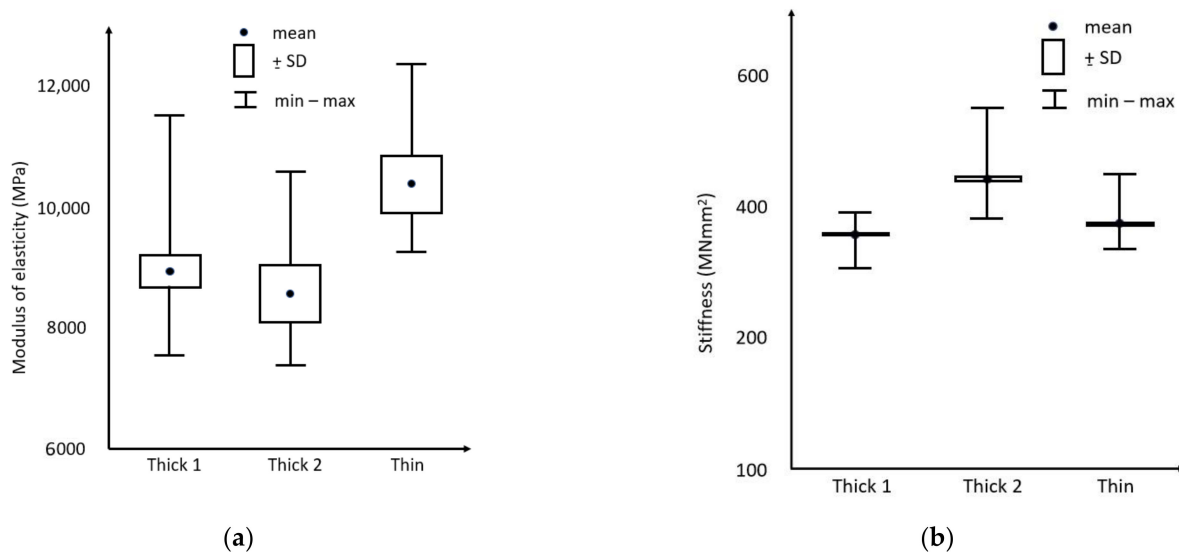 mean
± SD
min – max
12,000
10,000
8000
6000
Modulus of elasticity (MPa)
Thick 1
Thick 2
Thin
(a)
mean
± SD
min – max
600
400
200
100
Stiffness (MNmm²)
Thick 1
Thick 2
Thin
(b)